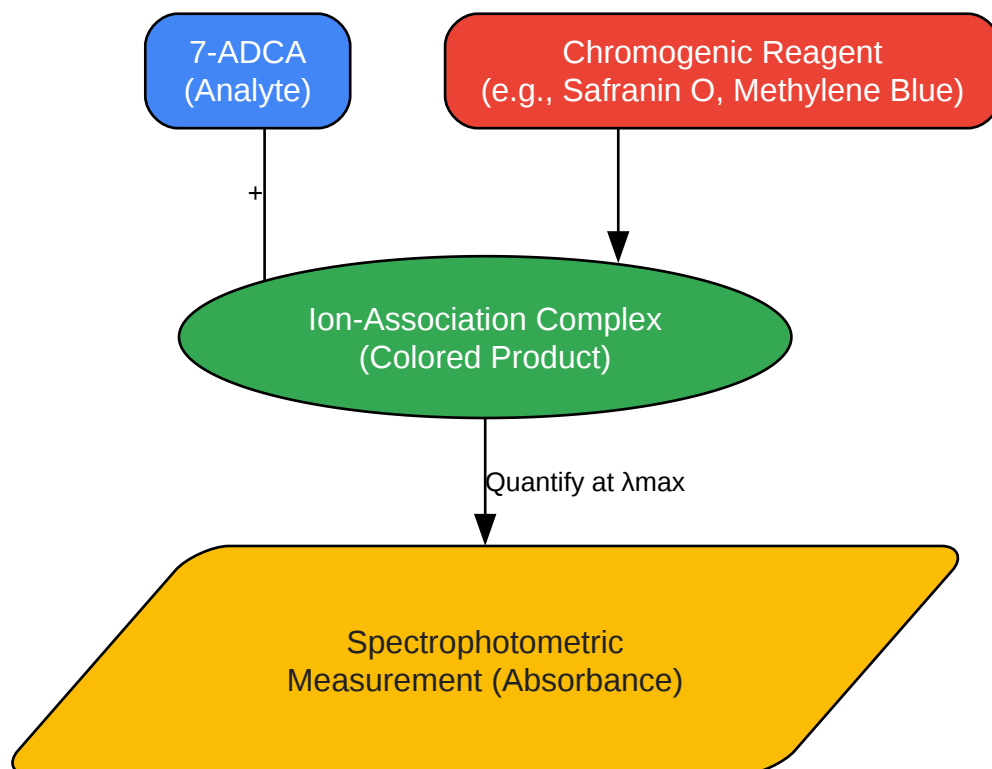 7-ADCA
(Analyte)
Chromogenic Reagent
(e.g., Safranin O, Methylene Blue)
+
Ion-Association Complex
(Colored Product)
Quantify at λmax
Spectrophotometric
Measurement (Absorbance)